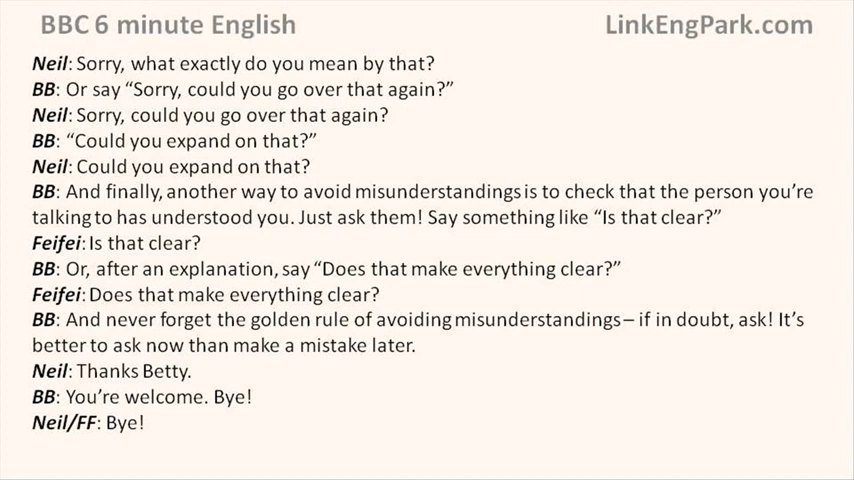 BBC 6 minute English
LinkEngPark.com
Neil: Sorry, what exactly do you mean by that?
BB: Or say “Sorry, could you go over that again?”
Neil: Sorry, could you go over that again?
BB: “Could you expand on that?”
Neil: Could you expand on that?
BB: And finally, another way to avoid misunderstandings is to check that the person you’re
talking to has understood you. Just ask them! Say something like “Is that clear?”
Feifei: Is that clear?
BB: Or, after an explanation, say “Does that make everything clear?”
Feifei: Does that make everything clear?
BB: And never forget the golden rule of avoiding misunderstandings – if in doubt, ask! It’s
better to ask now than make a mistake later.
Neil: Thanks Betty.
BB: You’re welcome. Bye!
Neil/FF: Bye!